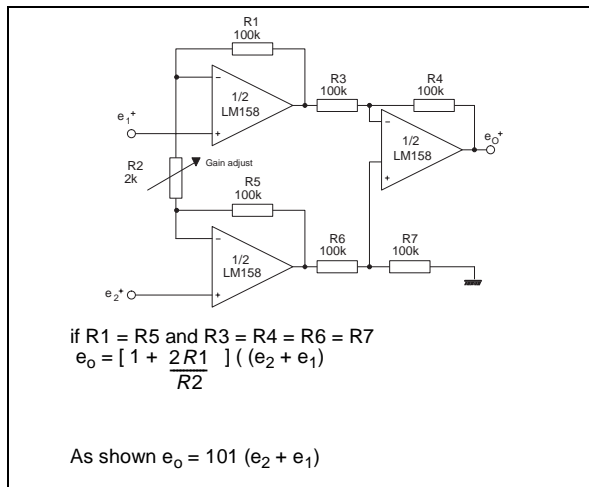 R1
100k
R3
100k
R4
100k
1/2
LM158
e1+
eO+
1/2
LM158
R2
2k
Gain adjust
R5
100k
R6
100k
R7
100k
1/2
LM158
e2+
if R1 = R5 and R3 = R4 = R6 = R7
eo = [ 1 + 2R1/R2 ] ( (e2 + e1)
As shown eo = 101 (e2 + e1)